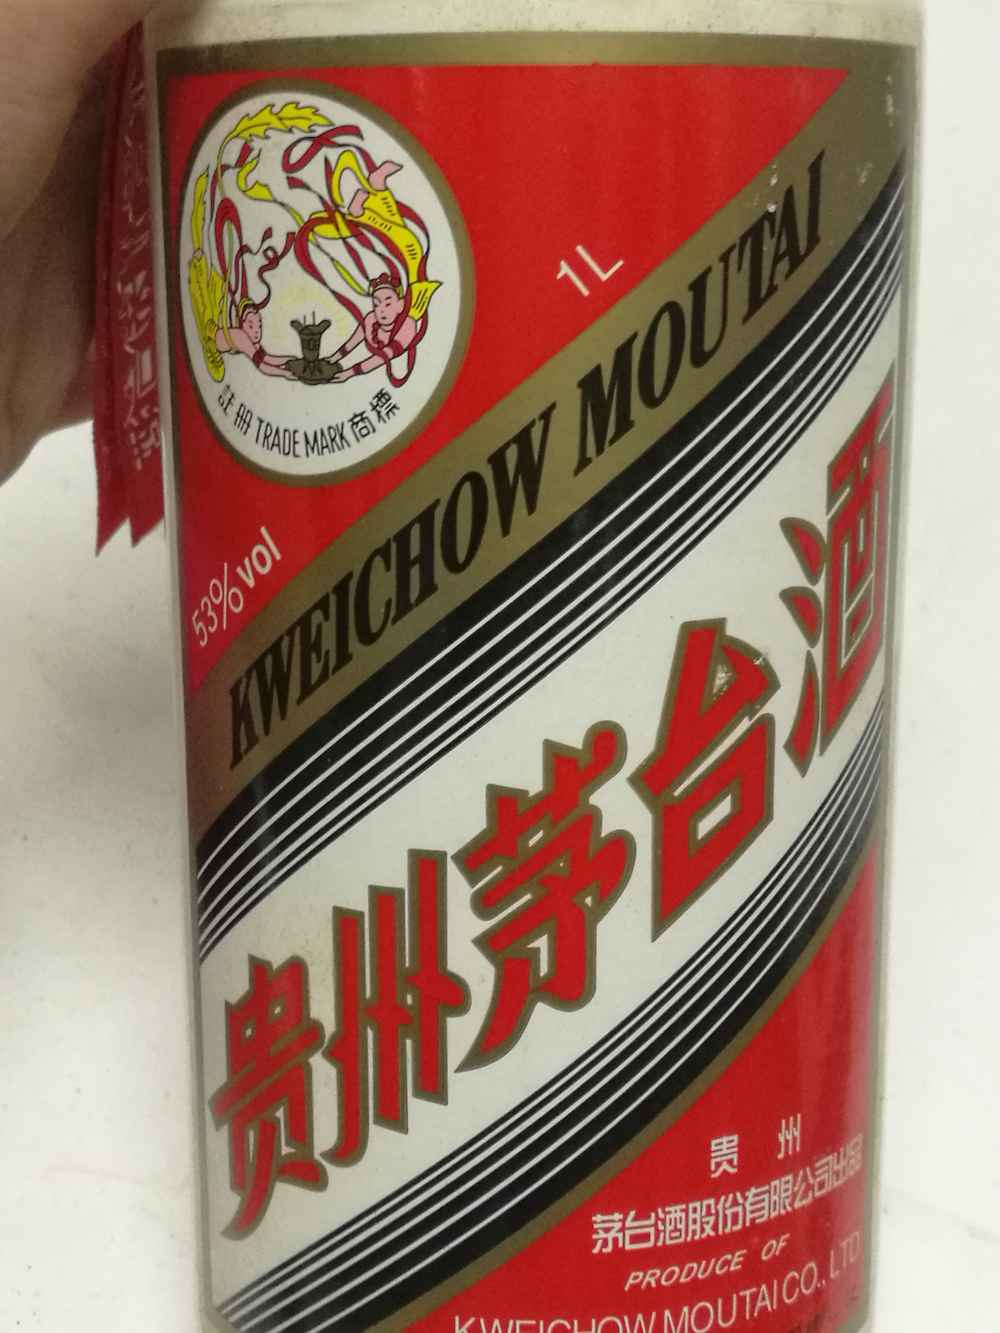 註册 TRADE MARK 商標
1L
53% vol
KWEICHOW MOUTAI
贵州茅台酒
贵 州
茅台酒股份有限公司出品
PRODUCE OF
KWEICHOW MOUTAI CO., LTD